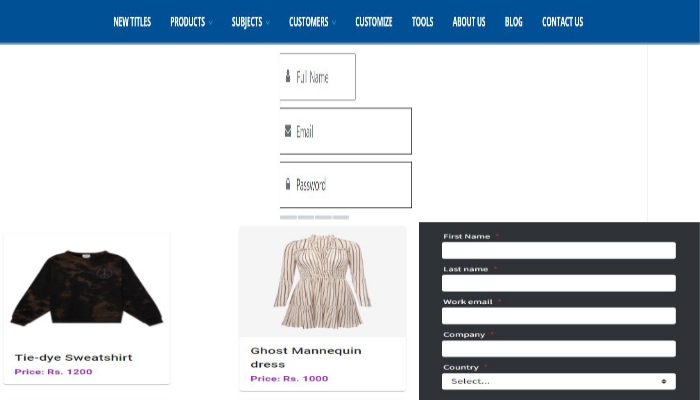 NEW TITLES PRODUCTS SUBJECTS CUSTOMERS CUSTOMIZE TOOLS ABOUT US BLOG CONTACT US
Full Name
Email
Password
Tie-dye Sweatshirt
Price: Rs. 1200
Ghost Mannequin
dress
Price: Rs. 1000
First Name *
Last name *
Work email *
Company *
Country *
Select...